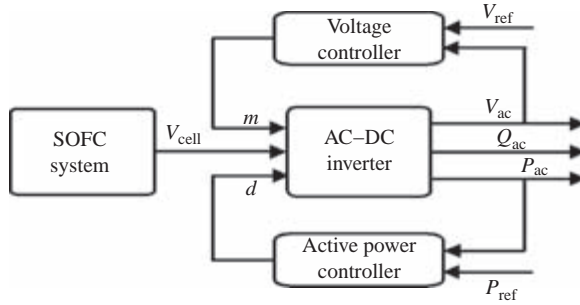 Voltage
controller
V_ref
SOFC
system
V_cell
m
d
AC–DC
inverter
V_ac
Q_ac
P_ac
Active power
controller
P_ref